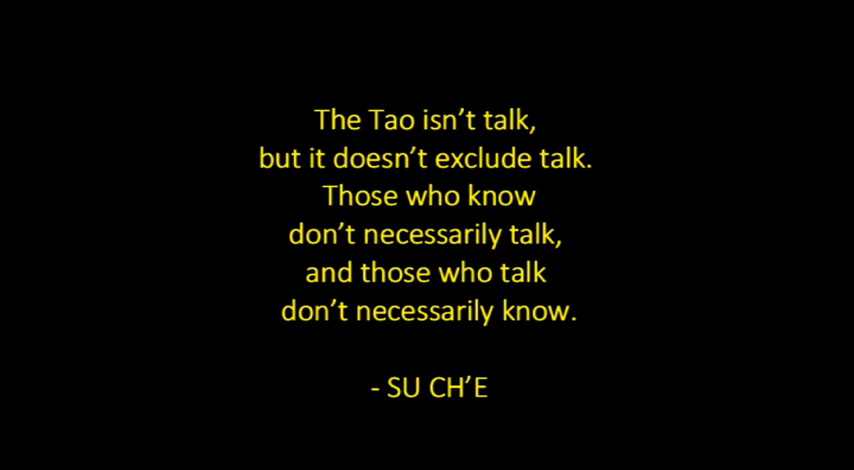 The Tao isn’t talk,
but it doesn’t exclude talk.
Those who know
don’t necessarily talk,
and those who talk
don’t necessarily know.
- SU CH’E